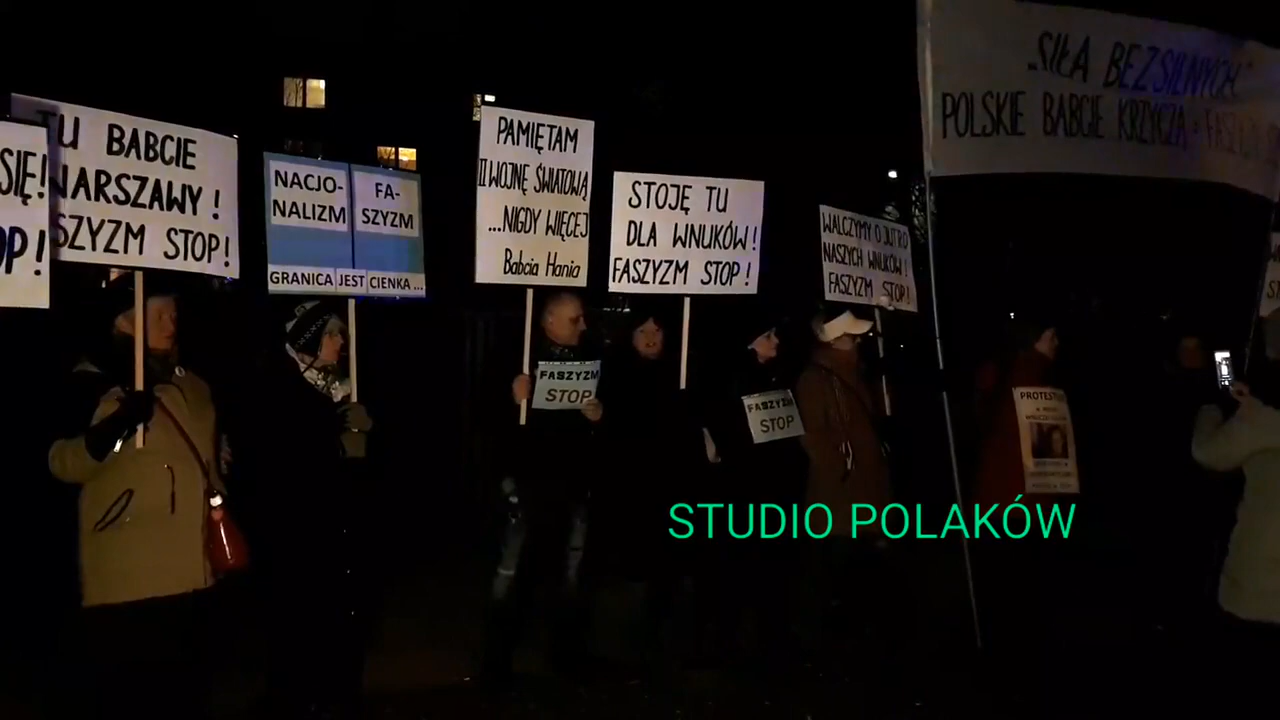 SIĘ!
OP!
TU BABCIE
WARSZAWY!
SZYZM STOP!
NACJO-
NALIZM
FA-
SZYZM
GRANICA JEST CIENKA...
PAMIĘTAM
II WOJNĘ ŚWIATOWĄ
...NIGDY WIĘCEJ
Babcia Hania
FASZYZM
STOP
STOJĘ TU
DLA WNUKÓW!
FASZYZM STOP!
FASZYZM
STOP
WALCZYMY O JUTRO
NASZYCH WNUKÓW!
FASZYZM STOP!
„SIŁA BEZSILNYCH”
POLSKIE BABCIE KRZYCZĄ:
STUDIO POLAKÓW